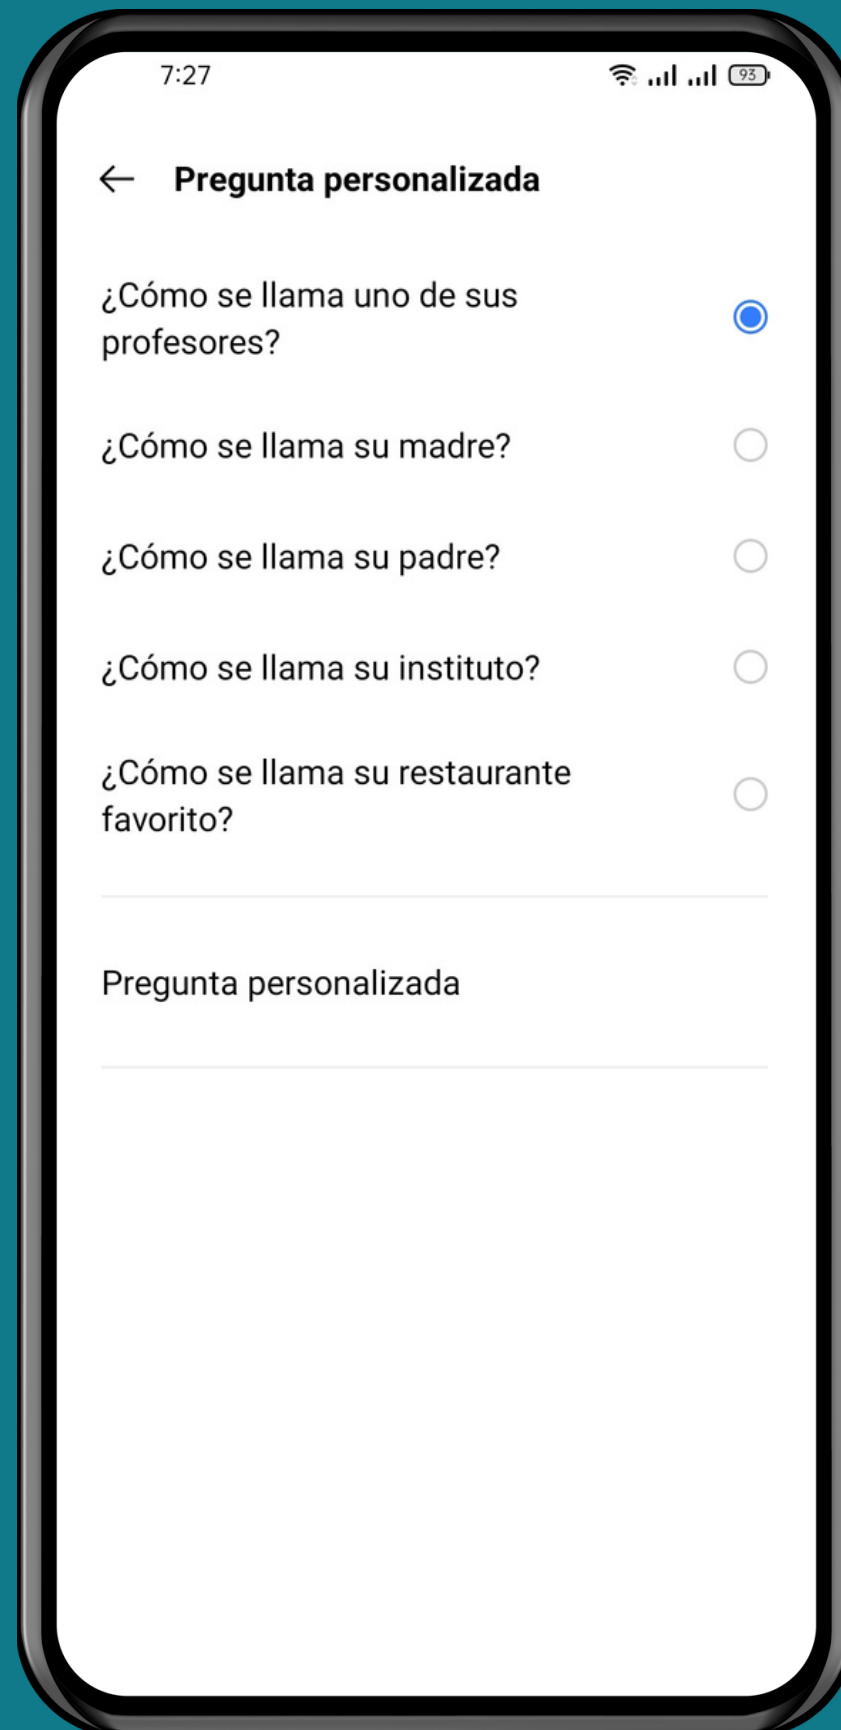 7:27
93
Pregunta personalizada
¿Cómo se llama uno de sus
profesores?
¿Cómo se llama su madre?
¿Cómo se llama su padre?
¿Cómo se llama su instituto?
¿Cómo se llama su restaurante
favorito?
Pregunta personalizada